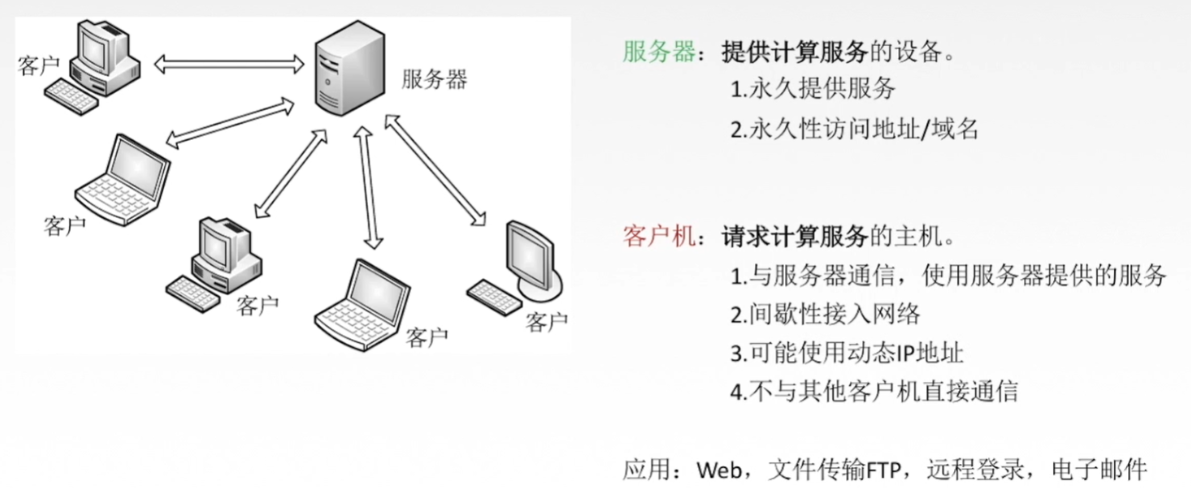 客户
服务器
客户
客户
客户
客户
服务器：提供计算服务的设备。
1.永久提供服务
2.永久性访问地址/域名
客户机：请求计算服务的主机。
1.与服务器通信，使用服务器提供的服务
2.间歇性接入网络
3.可能使用动态IP地址
4.不与其他客户机直接通信
应用：Web，文件传输FTP，远程登录，电子邮件